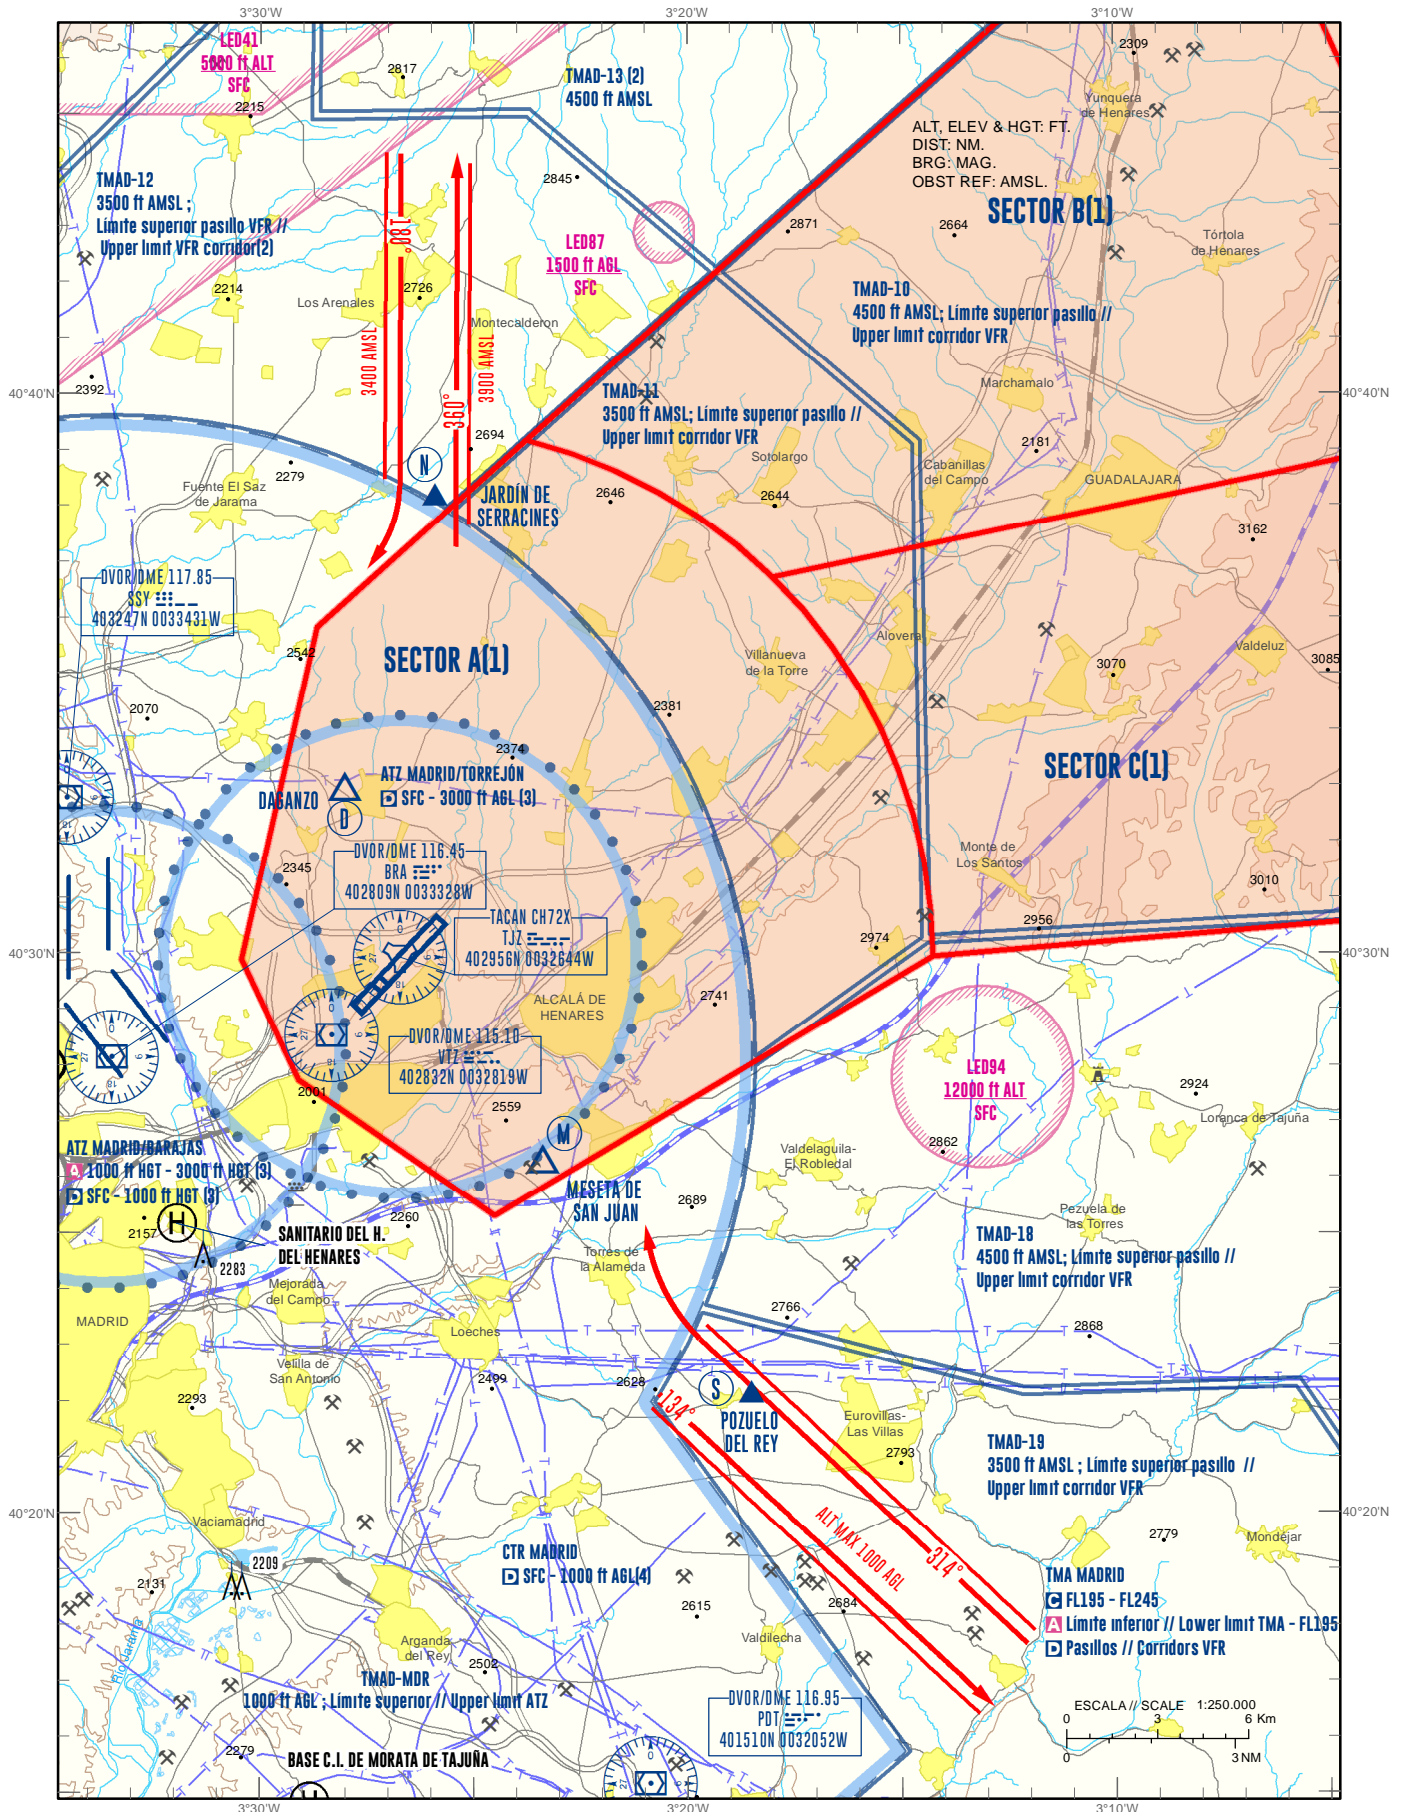 3°30'W
3°20'W
3°10'W
LED41
5000 ft ALT
SFC
2215
2817
TMAD-13 (2)
4500 ft AMSL
2309
Yunquera
de Henares
ALT, ELEV & HGT: FT.
DIST: NM.
BRG: MAG.
OBST REF: AMSL.
TMAD-12
3500 ft AMSL ;
Límite superior pasillo VFR //
Upper limit VFR corridor(2)
2845
SECTOR B(1)
2871
2664
Tórtola
de Henares
180°
LED87
1500 ft AGL
SFC
2214
Los Arenales
2726
Montecalderon
TMAD-10
4500 ft AMSL; Límite superior pasillo //
Upper limit corridor VFR
3400 AMSL
3900 AMSL
360°
2392
40°40'N
40°40'N
TMAD-11
3500 ft AMSL; Límite superior pasillo //
Upper limit corridor VFR
Marchamalo
2694
2181
Sotolargo
Cabanillas
del Campo
GUADALAJARA
N
2279
Fuente El Saz
de Jarama
JARDÍN DE
SERRACINES
2646
2644
3162
DVOR/DME 117.85
SSY
403247N 0033431W
2542
SECTOR A(1)
Alovera
Villanueva
de la Torre
Valdeluz
3070
3085
2070
2381
2374
SECTOR C(1)
ATZ MADRID/TORREJÓN
D SFC - 3000 ft AGL (3)
DAGANZO
D
2345
DVOR/DME 116.45
BRA
402809N 0033328W
Monte de
Los Santos
3010
TACAN CH72X
TJZ
402956N 0032644W
2956
2974
40°30'N
40°30'N
ALCALÁ DE
HENARES
2741
DVOR/DME 115.10
VTZ
402832N 0032819W
LED94
12000 ft ALT
SFC
2001
2559
2924
Loranca de Tajuña
M
2862
ATZ MADRID/BARAJAS
A 1000 ft HGT - 3000 ft HGT (3)
D SFC - 1000 ft HGT (3)
Valdelaguila-
El Robledal
MESETA DE
SAN JUAN
2689
2157
H
2260
SANITARIO DEL H.
DEL HENARES
2283
Pezuela de
las Torres
TMAD-18
4500 ft AMSL; Límite superior pasillo //
Upper limit corridor VFR
Torres de
la Alameda
Mejorada
del Campo
MADRID
Loeches
2766
2868
Velilla de
San Antonio
2499
2628
S
134°
POZUELO
DEL REY
2293
Eurovillas-
Las Villas
2793
TMAD-19
3500 ft AMSL ; Límite superior pasillo //
Upper limit corridor VFR
40°20'N
40°20'N
Vaciamadrid
ALT MAX 1000 AGL
314°
2779
Mondéjar
2209
CTR MADRID
D SFC - 1000 ft AGL(4)
2131
TMA MADRID
C FL195 - FL245
A Límite inferior // Lower limit TMA - FL195
D Pasillos // Corridors VFR
2615
2684
Arganda
del Rey
Valdilecha
2502
Río Jarama
TMAD-MDR
1000 ft AGL ; Límite superior // Upper limit ATZ
DVOR/DME 116.95
PDT
401510N 0032052W
ESCALA // SCALE 1:250.000
0 3 6 Km
0 3 NM
2279
BASE C.I. DE MORATA DE TAJUÑA
H
3°30'W
3°20'W
3°10'W